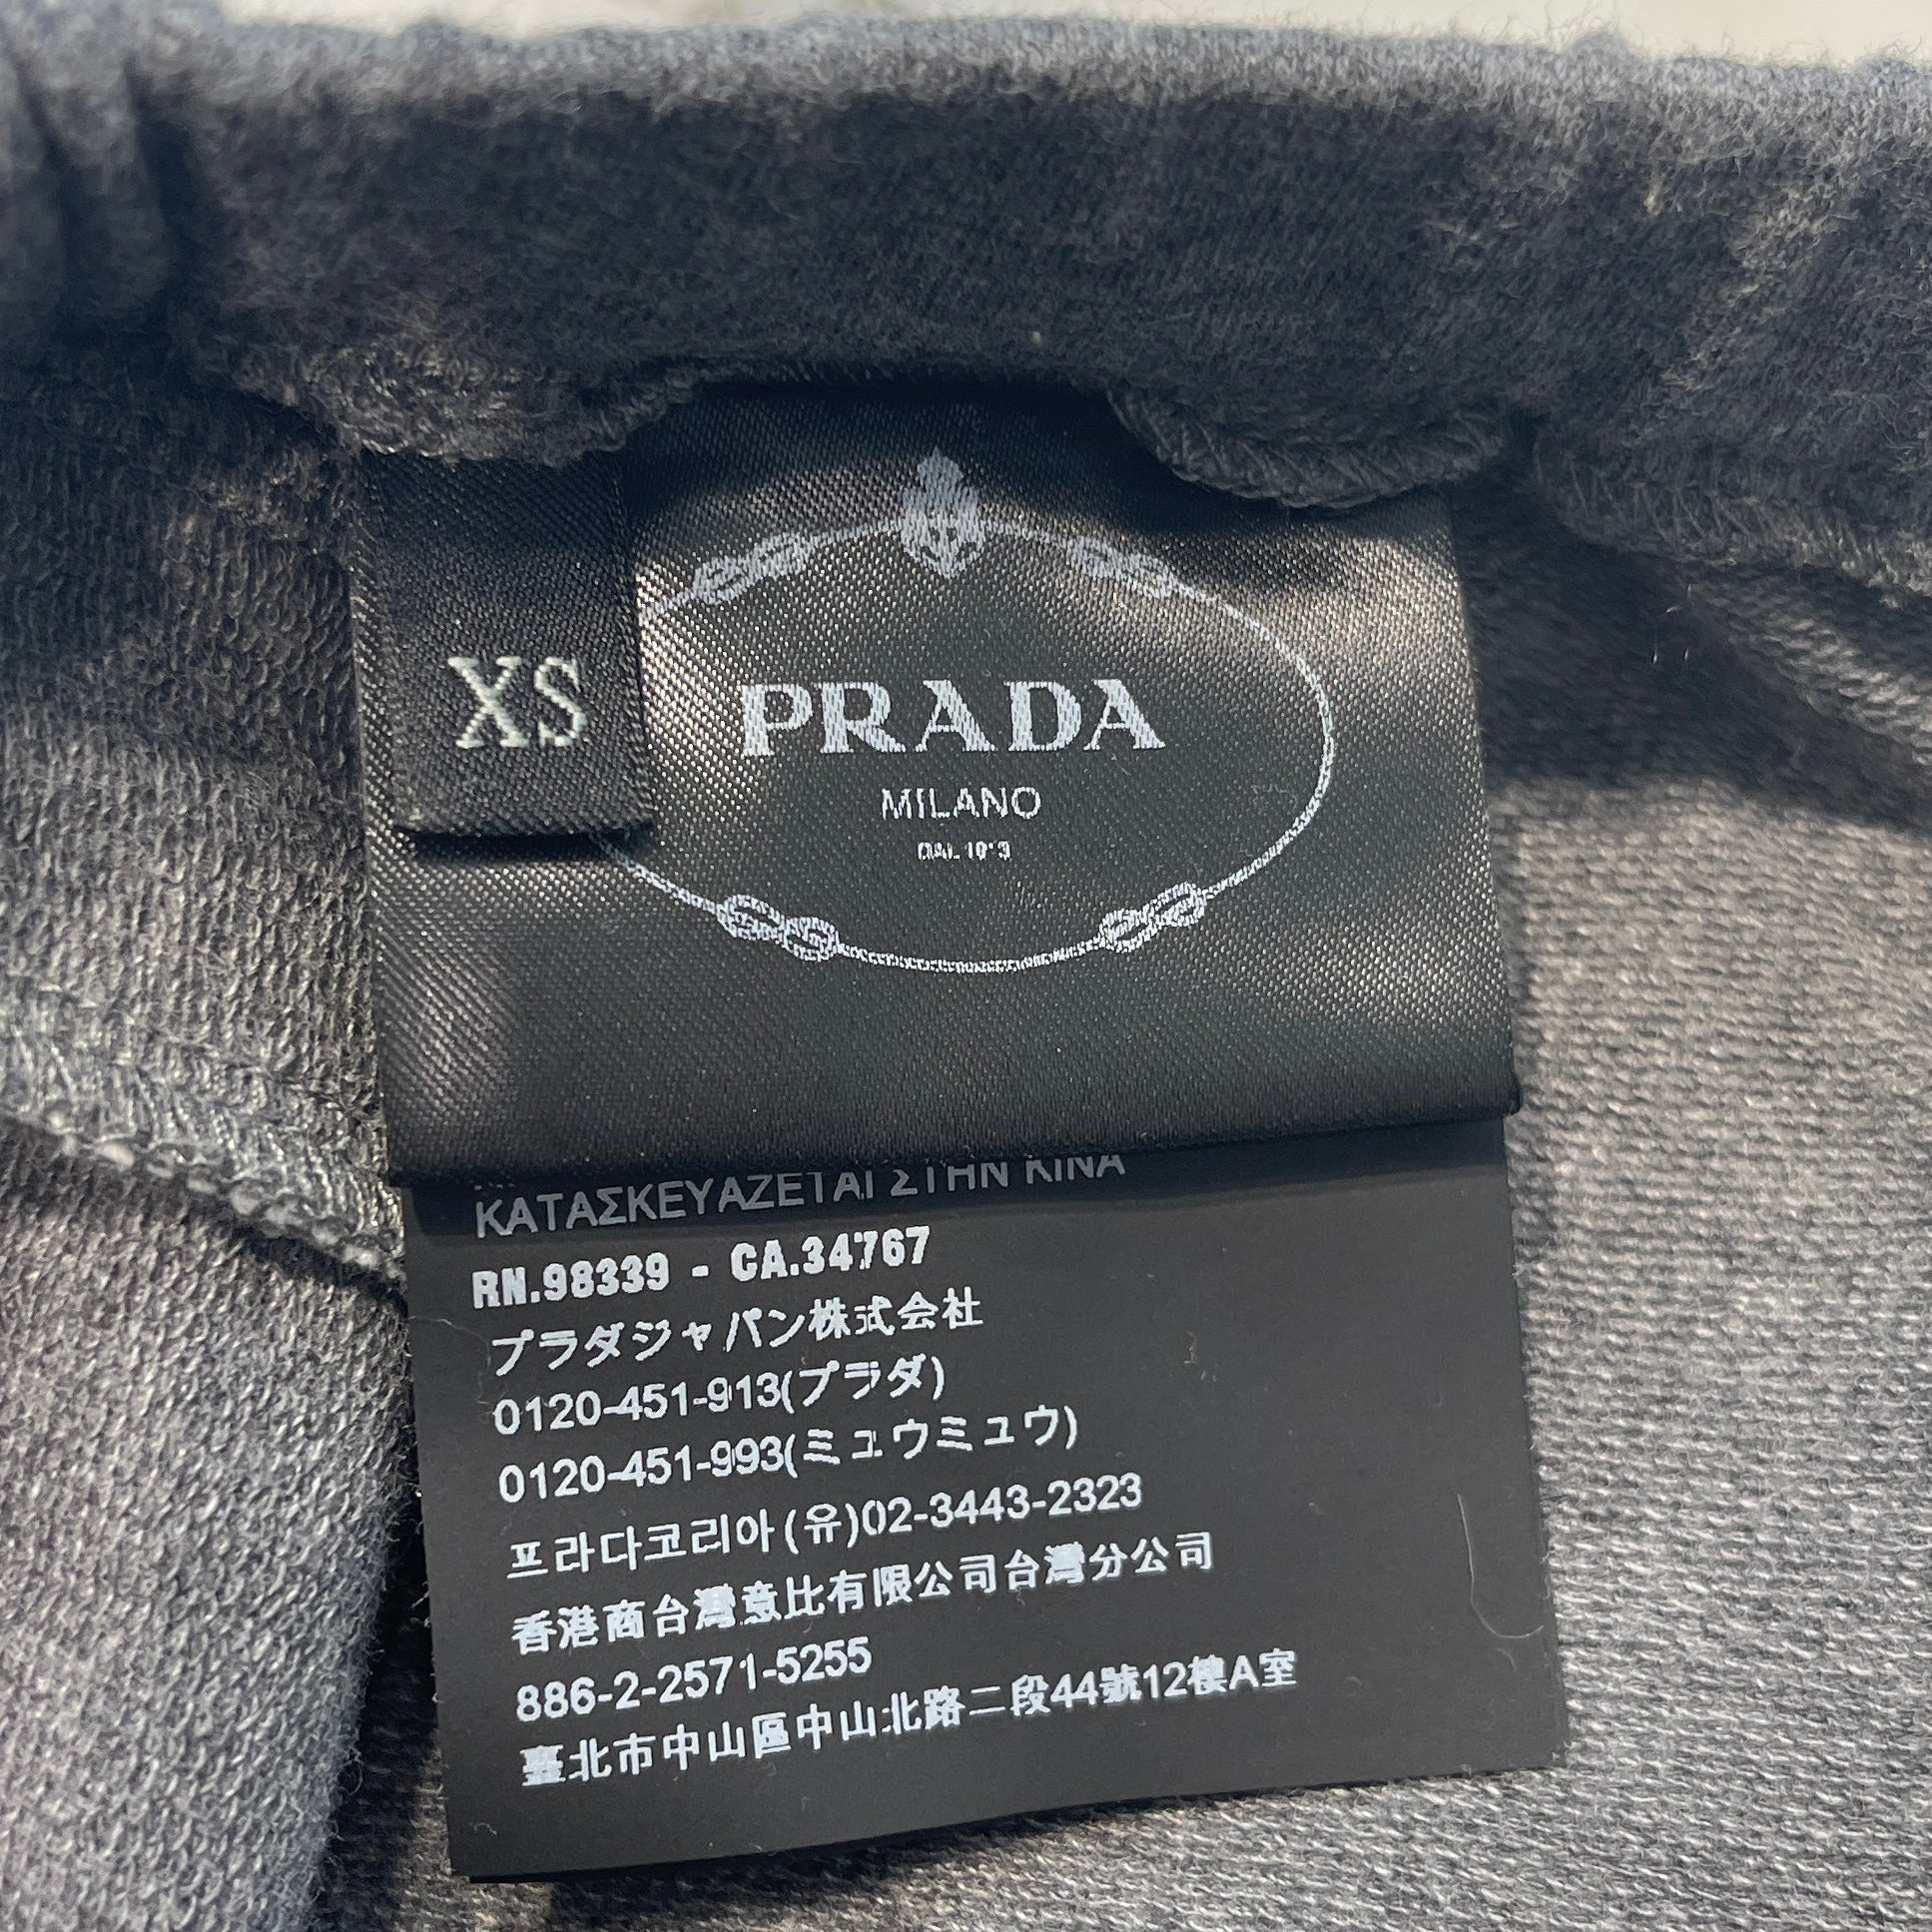 XS
PRADA
MILANO
DAL
ΚΑΤΑΣΚΕΥΑΖΕΤΑΙ ΣΤΗΝ ΚΙΝΑ
RN.98339 - CA.34767
プラダジャパン株式会社
0120-451-913(プラダ)
0120-451-993(ミュウミュウ)
프라다코리아(유)02-3443-2323
香港商台灣意比有限公司台灣分公司
886-2-2571-5255
臺北市中山區中山北路二段44號12樓A室